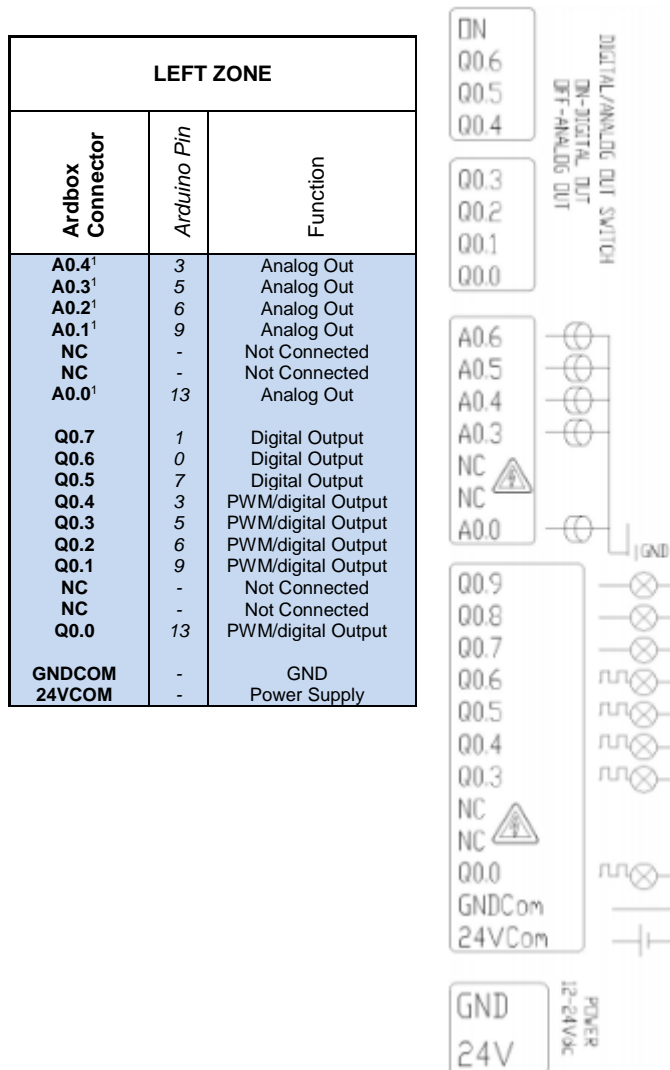 LEFT ZONE
Ardbox Connector Arduino Pin Function
A0.4¹ 3 Analog Out
A0.3¹ 5 Analog Out
A0.2¹ 6 Analog Out
A0.1¹ 9 Analog Out
NC - Not Connected
NC - Not Connected
A0.0¹ 13 Analog Out
Q0.7 1 Digital Output
Q0.6 0 Digital Output
Q0.5 7 Digital Output
Q0.4 3 PWM/digital Output
Q0.3 5 PWM/digital Output
Q0.2 6 PWM/digital Output
Q0.1 9 PWM/digital Output
NC - Not Connected
NC - Not Connected
Q0.0 13 PWM/digital Output
GNDCOM - GND
24VCOM - Power Supply
ON
Q0.6
Q0.5
Q0.4
Q0.3
Q0.2
Q0.1
Q0.0
DIGITAL/ANALOG OUT SWITCH
ON-DIGITAL OUT
OFF-ANALOG OUT
A0.6
A0.5
A0.4
A0.3
NC
NC
A0.0
GND
Q0.9
Q0.8
Q0.7
Q0.6
Q0.5
Q0.4
Q0.3
NC
NC
Q0.0
GNDCom
24VCom
GND
24V
POWER
12-24Vdc